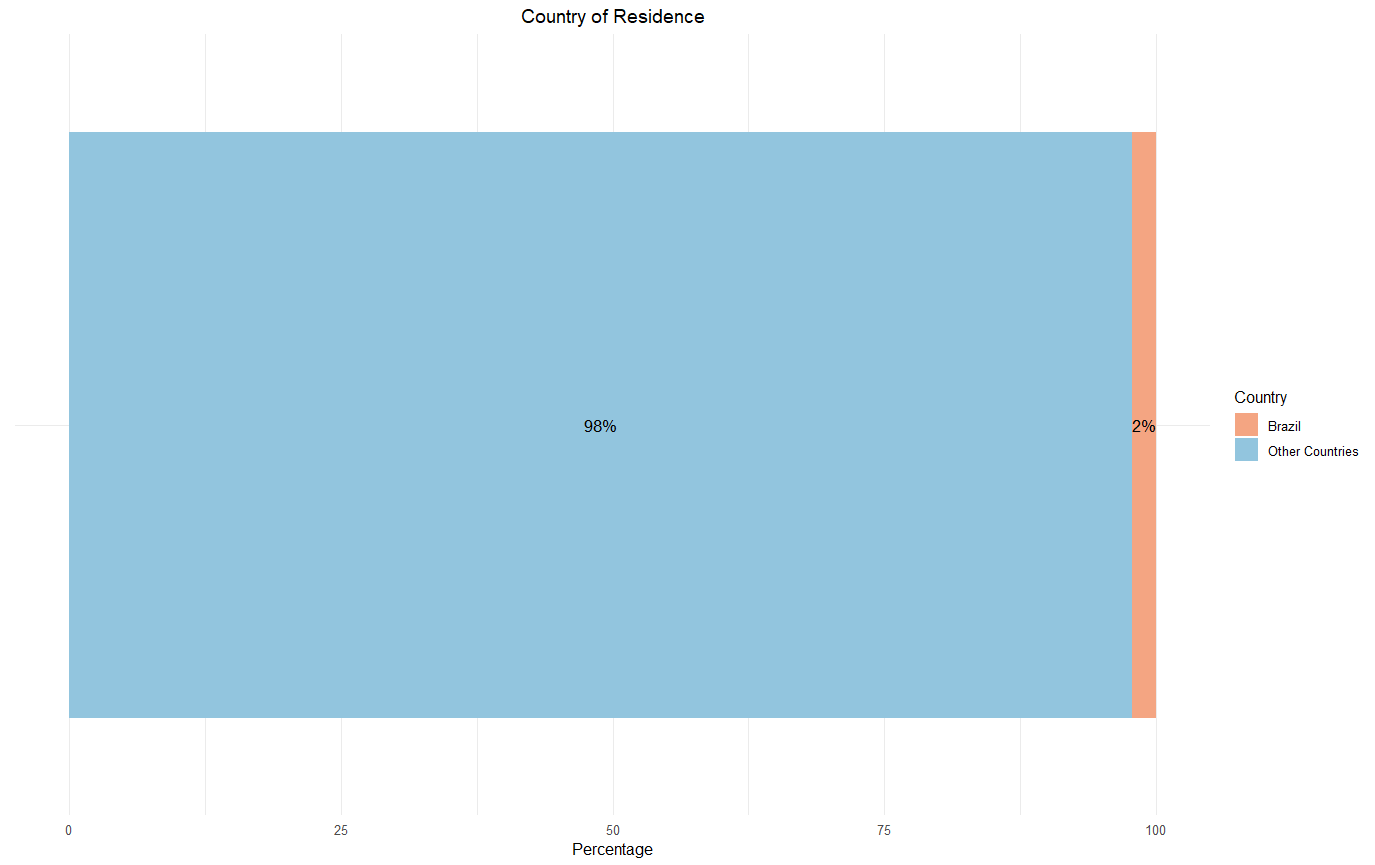 Country of Residence
98%
2%
Country
Brazil
Other Countries
0
25
50
75
100
Percentage